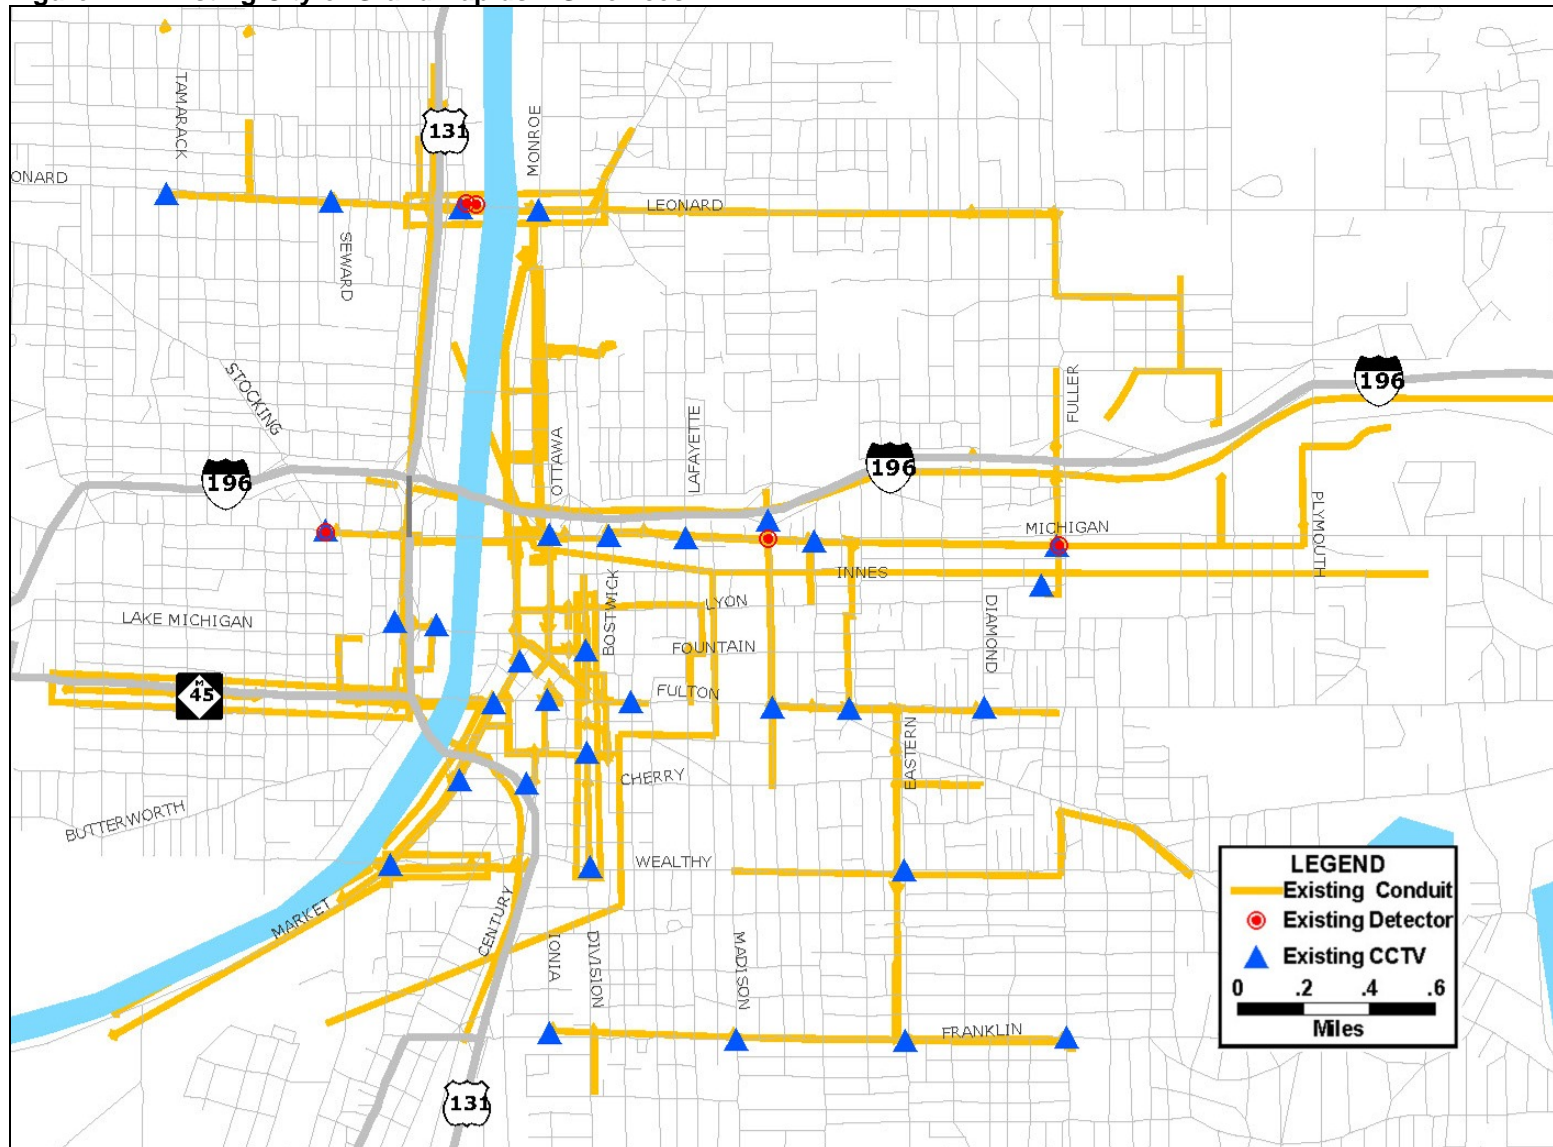 TAMARACK
131
MONROE
ONARD
LEONARD
SEWARD
STOCKING
FULLER
196
OTTAWA
LAFAYETTE
196
196
MICHIGAN
PLYMOUTH
INNES
BOSTWICK
LYON
DIAMOND
LAKE MICHIGAN
FOUNTAIN
M
45
FULTON
EASTERN
CHERRY
BUTTERWORTH
WEALTHY
MARKET
CENTURY
IONIA
DIVISION
MADISON
FRANKLIN
131
LEGEND
Existing Conduit
Existing Detector
Existing CCTV
0 .2 .4 .6
Miles